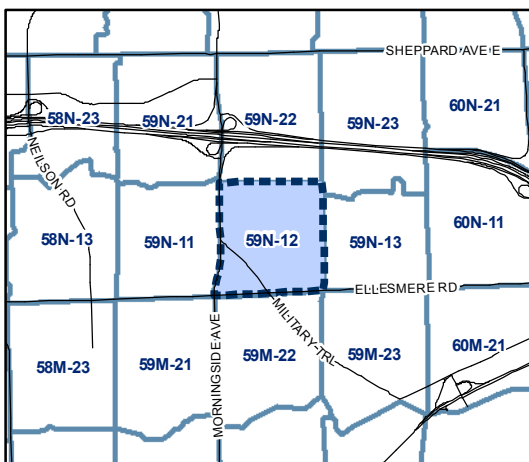 SHEPPARD AVE E
58N-23
59N-21
59N-22
59N-23
60N-21
NEILSON RD
58N-13
59N-11
59N-12
59N-13
60N-11
ELLESMERE RD
MORNINGSIDE AVE
MILITARY TRL
58M-23
59M-21
59M-22
59M-23
60M-21